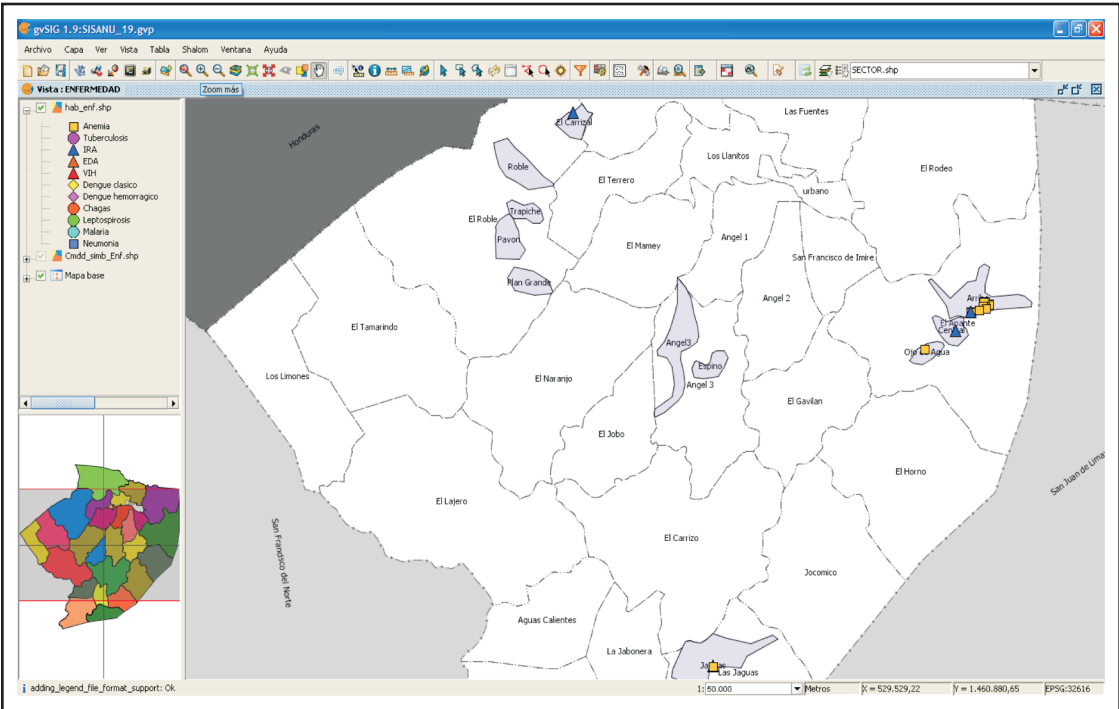 gvSIG 1.9:SISANU_19.gvp
Archivo Capa Ver Vista Tabla Shalom Ventana Ayuda
SECTOR.shp
Vista : ENFERMEDAD
Zoom más
hab_enf.shp
Anemia
Tuberculosis
IRA
EDA
VIH
Dengue clasico
Dengue hemorragico
Chagas
Leptospirosis
Malaria
Neumonia
Cmdd_simb_Enf.shp
Mapa base
Honduras
El Carrizal
Las Fuentes
Los Llanitos
Roble
El Terrero
El Rodeo
urbano
Trapiche
El Roble
Pavon
El Mamey
Angel 1
San Francisco de Imire
Plan Grande
Angel 2
El Apante
El Tamarindo
Angel3
Ojo de Agua
Los Limones
El Naranjo
Espino
Angel 3
El Gavilan
El Jobo
El Horno
El Lajero
San Francisco del Norte
El Carrizo
Jocomico
Aguas Calientes
La Jabonera
Las Jaguas
adding_legend_file_format_support: Ok
1: 60.000 Metros X = 529.529,22 Y = 1.460.880,65 EPSG:32616